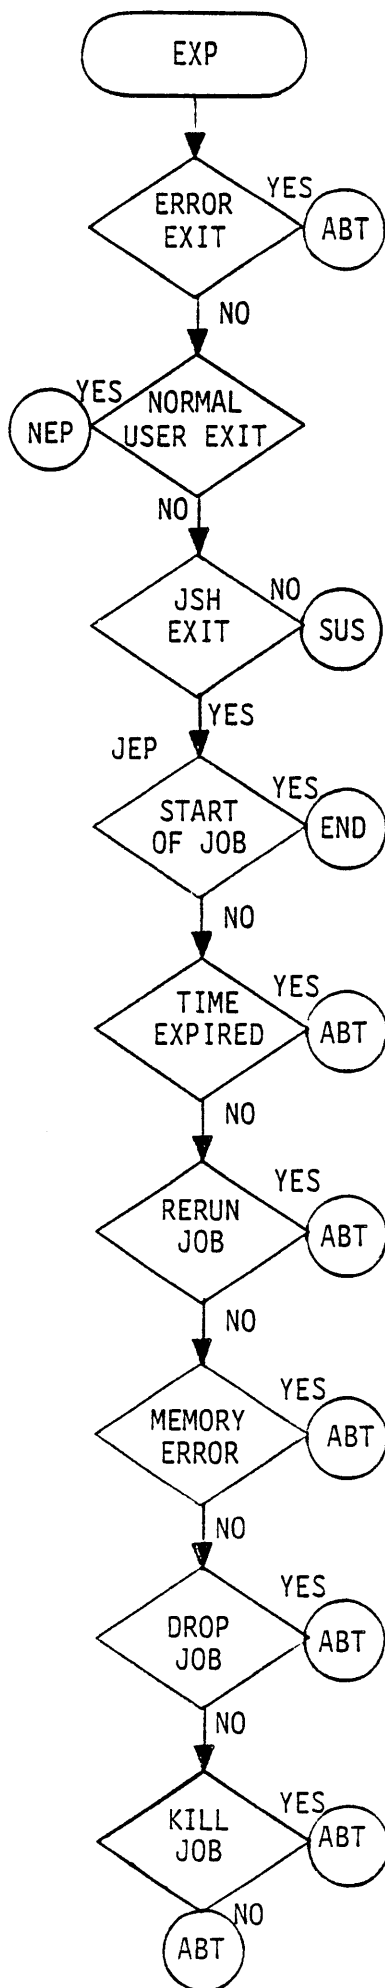 EXP
YES
ERROR
EXIT
ABT
NO
YES
NORMAL
USER EXIT
NEP
NO
JSH
EXIT
NO
SUS
YES
JEP
START
OF JOB
YES
END
NO
TIME
EXPIRED
YES
ABT
NO
RERUN
JOB
YES
ABT
NO
MEMORY
ERROR
YES
ABT
NO
DROP
JOB
YES
ABT
NO
KILL
JOB
YES
ABT
NO
ABT